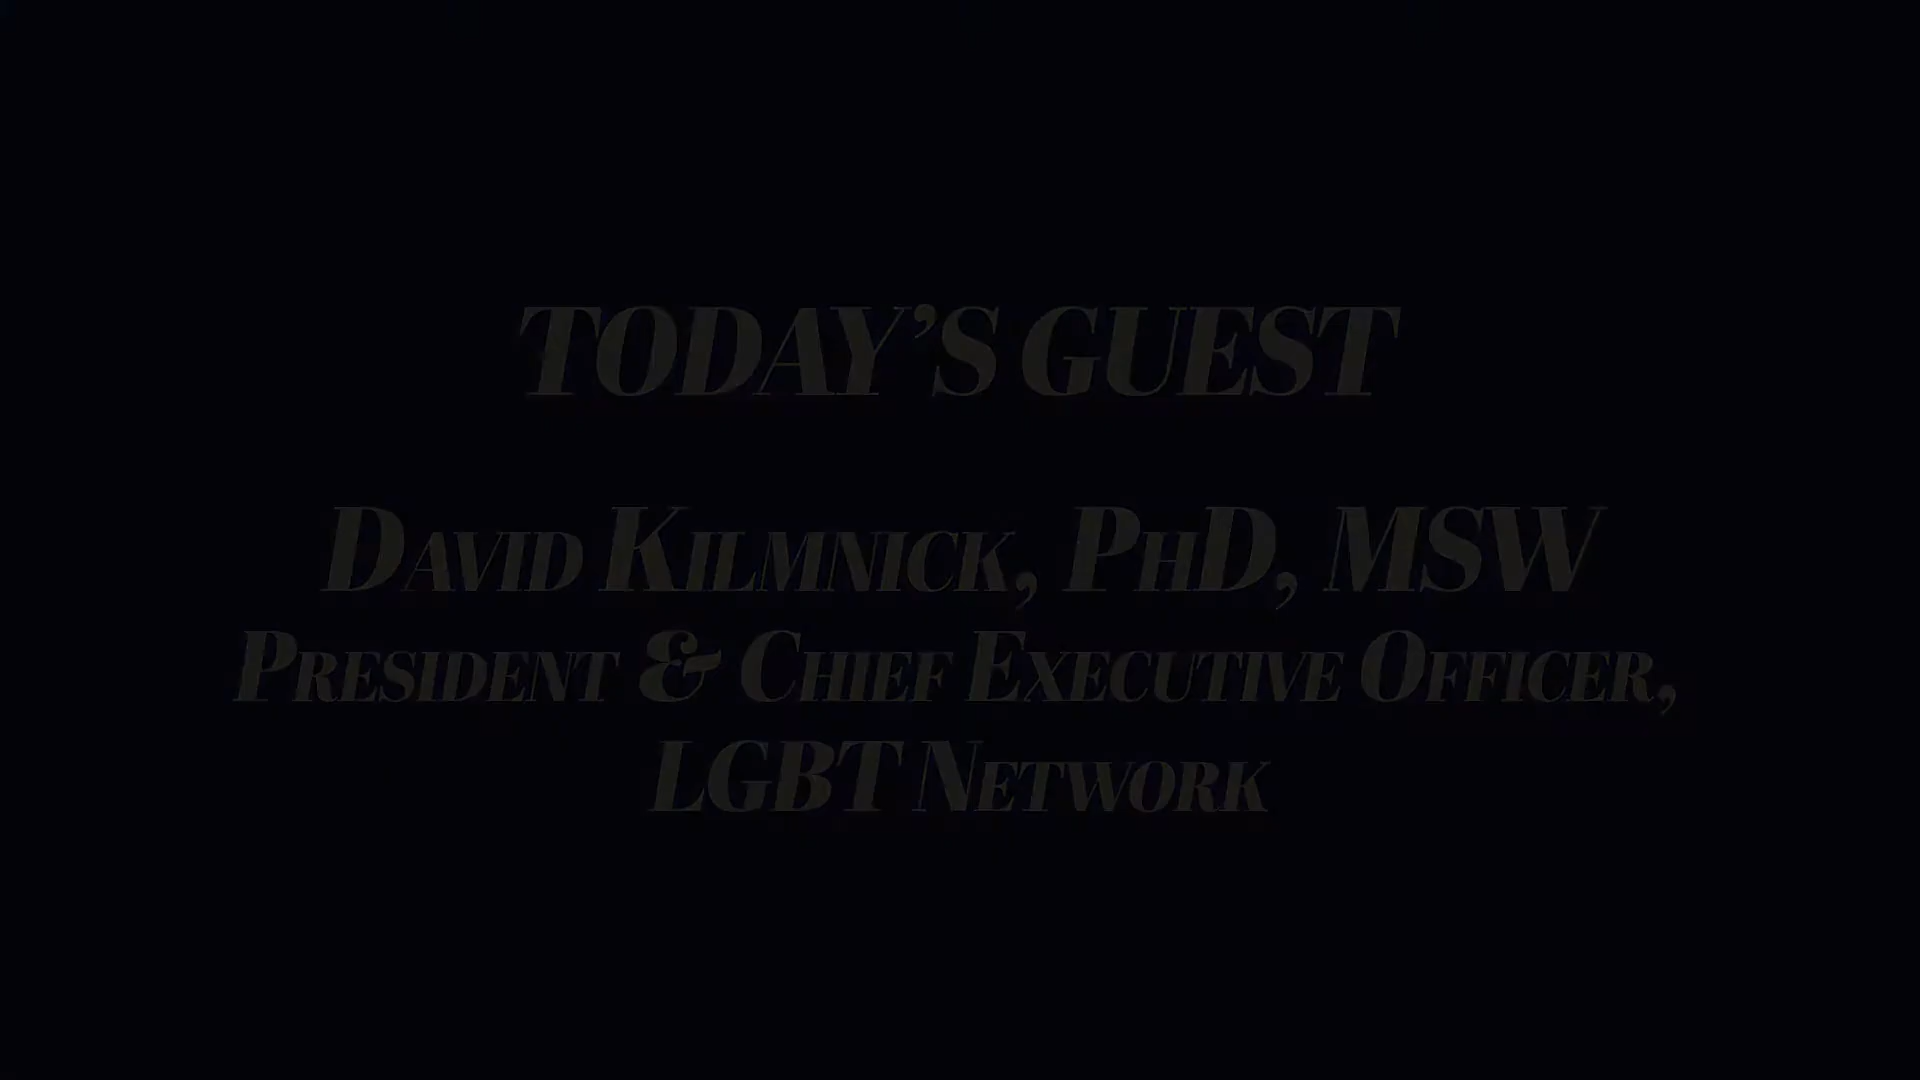 TODAY'S GUEST
DAVID KILMNICK, PHD, MSW
PRESIDENT & CHIEF EXECUTIVE OFFICER,
LGBT NETWORK